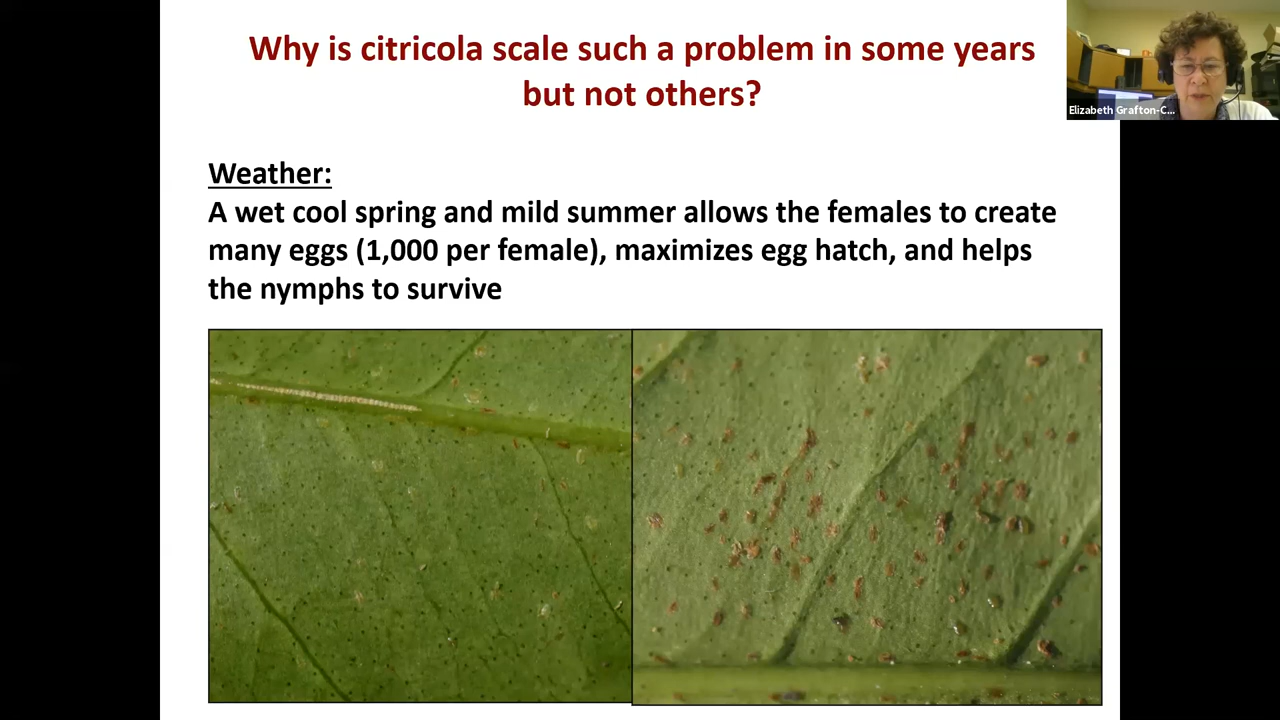 Why is citricola scale such a problem in some years
but not others?
Elizabeth Grafton-C...
Weather:
A wet cool spring and mild summer allows the females to create
many eggs (1,000 per female), maximizes egg hatch, and helps
the nymphs to survive